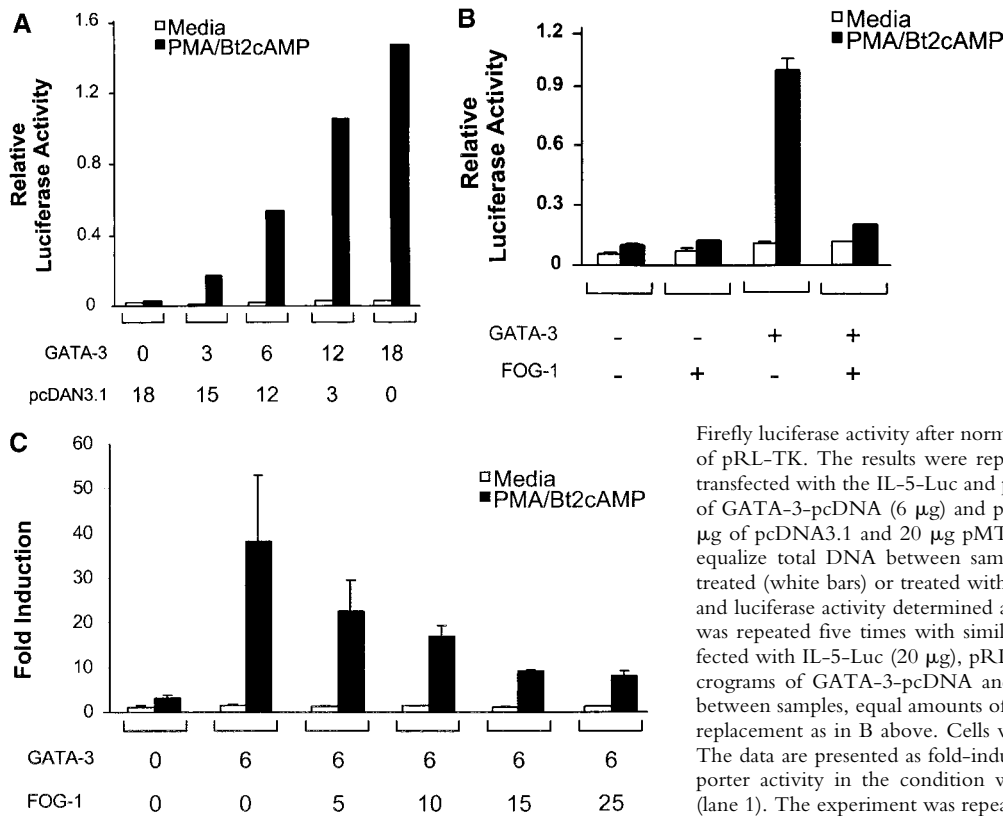 A
Media
PMA/Bt2cAMP
Relative
Luciferase Activity
1.6
1.2
0.8
0.4
0
GATA-3 0 3 6 12 18
pcDAN3.1 18 15 12 3 0
B
Media
PMA/Bt2cAMP
Relative
Luciferase Activity
1.2
0.9
0.6
0.3
0
GATA-3 - - + +
FOG-1 - + - +
C
Media
PMA/Bt2cAMP
Fold Induction
60
50
40
30
20
10
0
GATA-3 0 6 6 6 6 6
FOG-1 0 0 5 10 15 25
Firefly luciferase activity after norm
of pRL-TK. The results were rep
transfected with the IL-5-Luc and p
of GATA-3-pcDNA (6 μg) and p
μg of pcDNA3.1 and 20 μg pMT
equalize total DNA between sam
treated (white bars) or treated with
and luciferase activity determined a
was repeated five times with simil
fected with IL-5-Luc (20 μg), pRL
crograms of GATA-3-pcDNA and
between samples, equal amounts of
replacement as in B above. Cells w
The data are presented as fold-indu
porter activity in the condition w
(lane 1). The experiment was repea